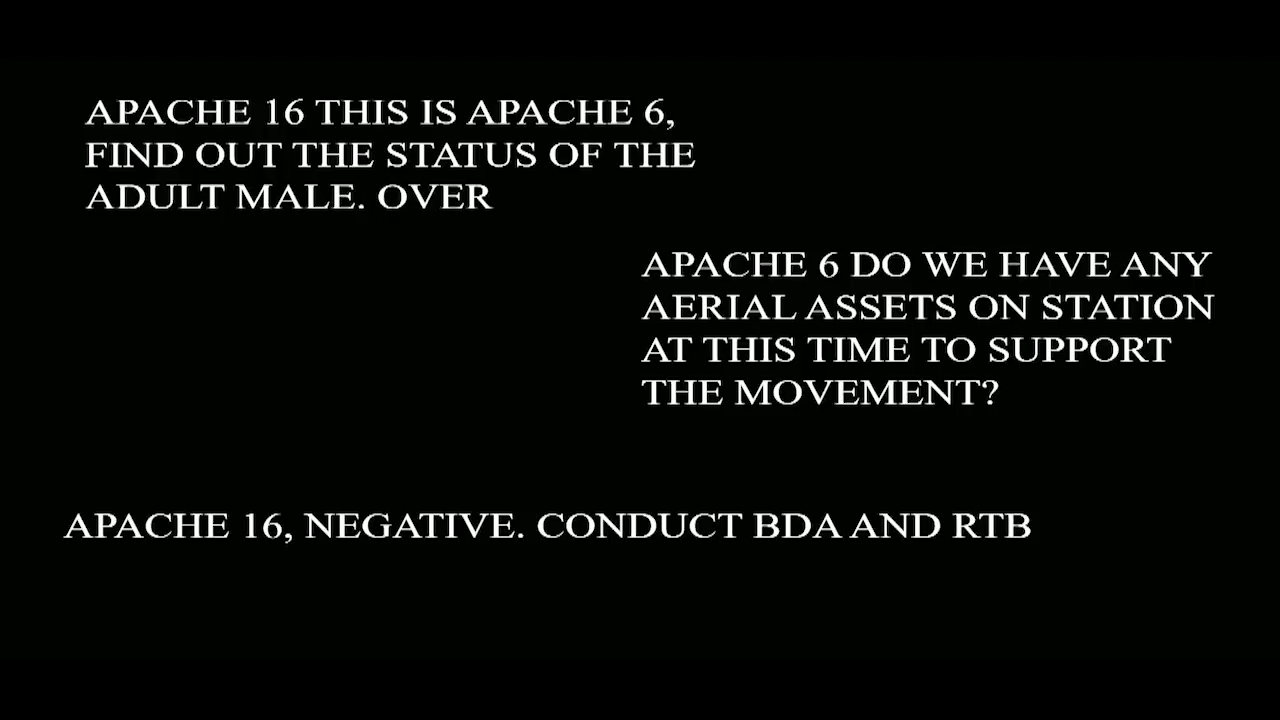 APACHE 16 THIS IS APACHE 6,
FIND OUT THE STATUS OF THE
ADULT MALE. OVER
APACHE 6 DO WE HAVE ANY
AERIAL ASSETS ON STATION
AT THIS TIME TO SUPPORT
THE MOVEMENT?
APACHE 16, NEGATIVE. CONDUCT BDA AND RTB